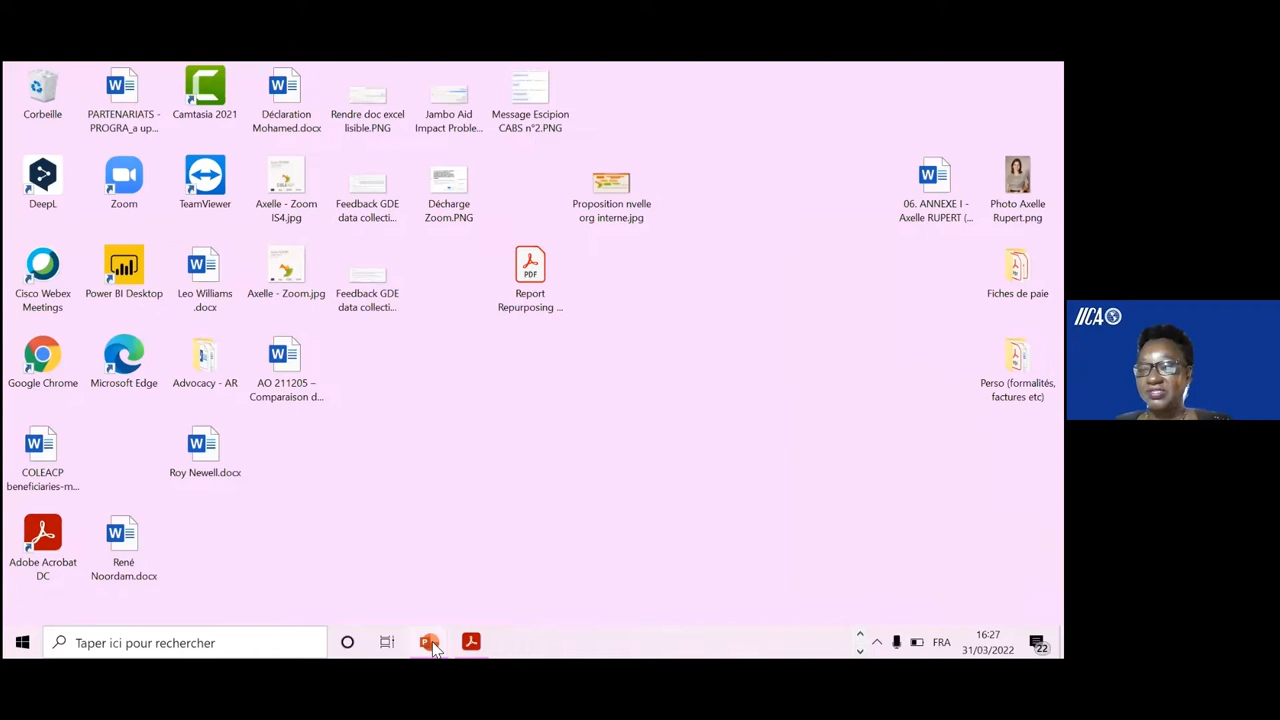 Corbeille
PARTENARIATS -
PROGRA_a up...
Camtasia 2021
Déclaration
Mohamed.docx
Rendre doc excel
lisible.PNG
Jambo Aid
Impact Proble...
Message Escipion
CABS n°2.PNG
DeepL
Zoom
TeamViewer
Axelle - Zoom
IS4.jpg
Feedback GDE
data collecti...
Décharge
Zoom.PNG
Proposition nvelle
org interne.jpg
06. ANNEXE I -
Axelle RUPERT (...
Photo Axelle
Rupert.png
Cisco Webex
Meetings
Power BI Desktop
Leo Williams
.docx
Axelle - Zoom.jpg
Feedback GDE
data collecti...
PDF
Report
Repurposing ...
Fiches de paie
IICA
Google Chrome
Microsoft Edge
Advocacy - AR
AO 211205 –
Comparaison d...
Perso (formalités,
factures etc)
COLEACP
beneficiaries-m...
Roy Newell.docx
Adobe Acrobat
DC
René
Noordam.docx
Taper ici pour rechercher
FRA
16:27
31/03/2022
22